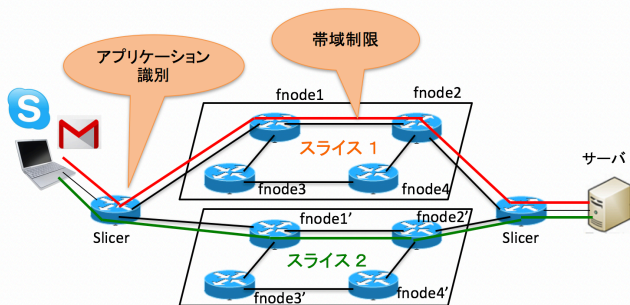 アプリケーション
識別
帯域制限
S
M
fnode1
fnode2
スライス 1
fnode3
fnode4
サーバ
Slicer
Slicer
fnode1’
fnode2’
スライス 2
fnode3’
fnode4’